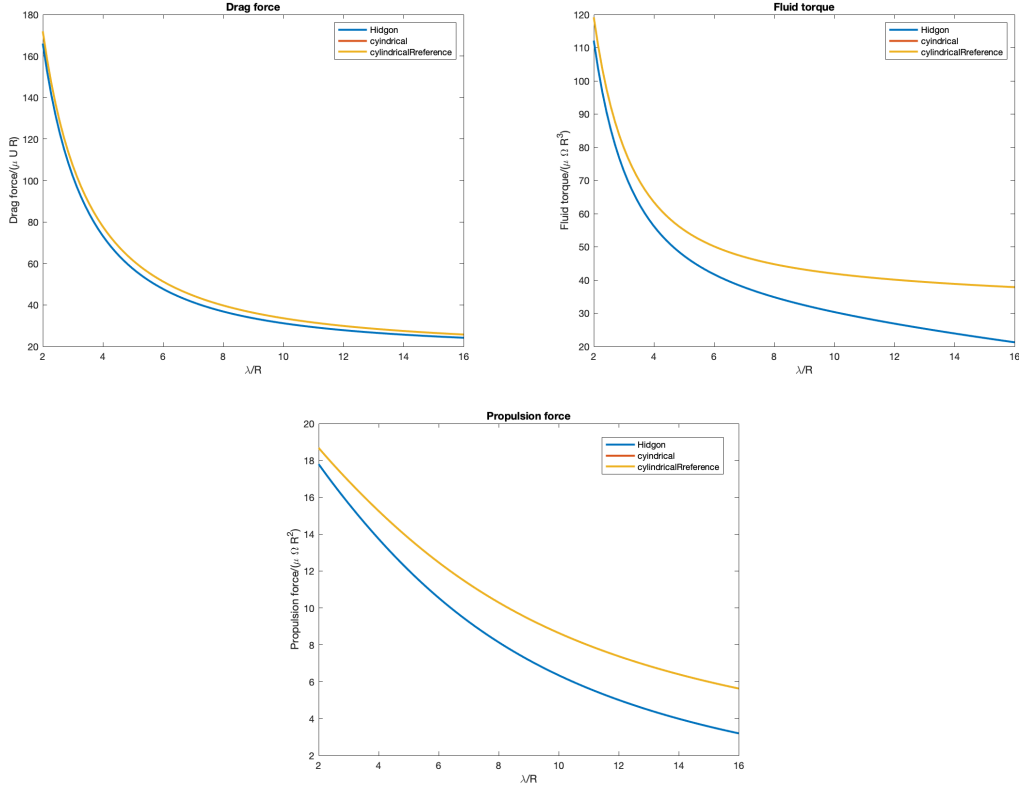 Drag force
Hidgon
cyindrical
cylindricalRreference
Drag force/(μ U R)
180
160
140
120
100
80
60
40
20
2 4 6 8 10 12 14 16
λ/R
Fluid torque
Hidgon
cyindrical
cylindricalRreference
Fluid torque/(μ Ω R³)
120
110
100
90
80
70
60
50
40
30
20
2 4 6 8 10 12 14 16
λ/R
Propulsion force
Hidgon
cyindrical
cylindricalRreference
Propulsion force/(μ Ω R²)
20
18
16
14
12
10
8
6
4
2
2 4 6 8 10 12 14 16
λ/R